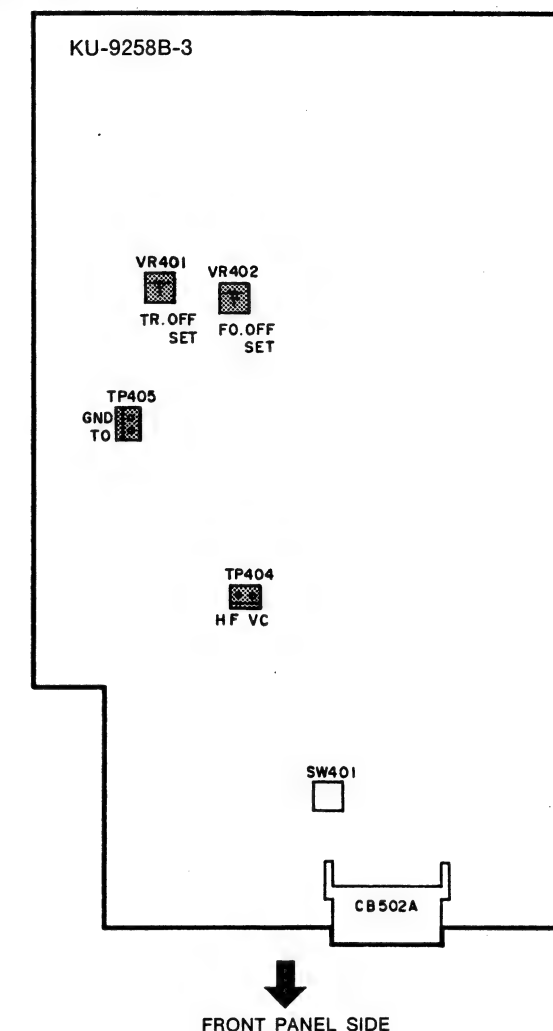 KU-9258B-3
VR401
VR402
TR.OFF
SET
FO.OFF
SET
TP405
GND
TO
TP404
HF VC
SW401
CB502A
FRONT PANEL SIDE